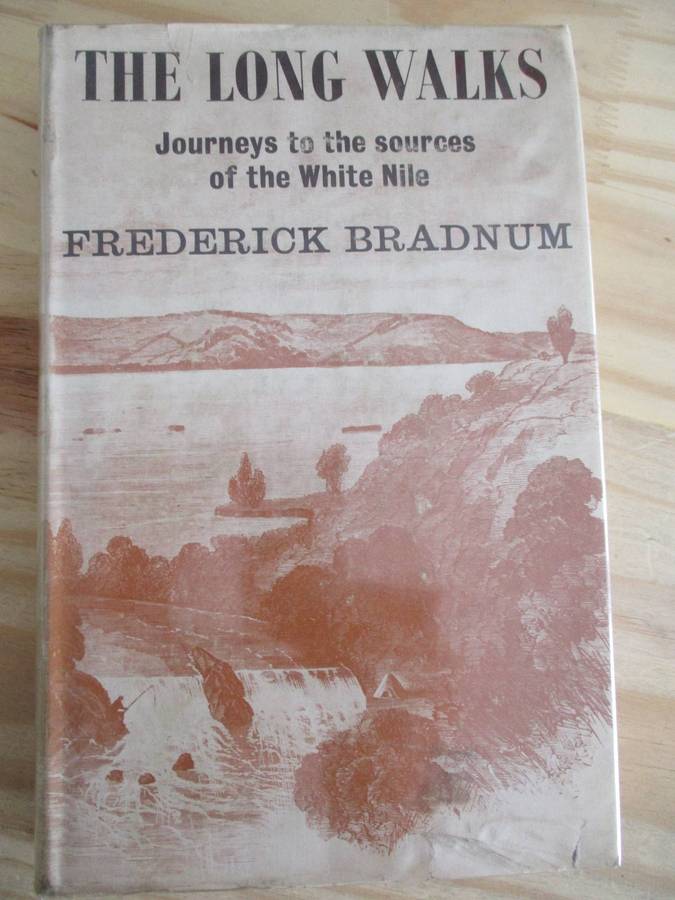 THE LONG WALKS
Journeys to the sources
of the White Nile
FREDERICK BRADNUM